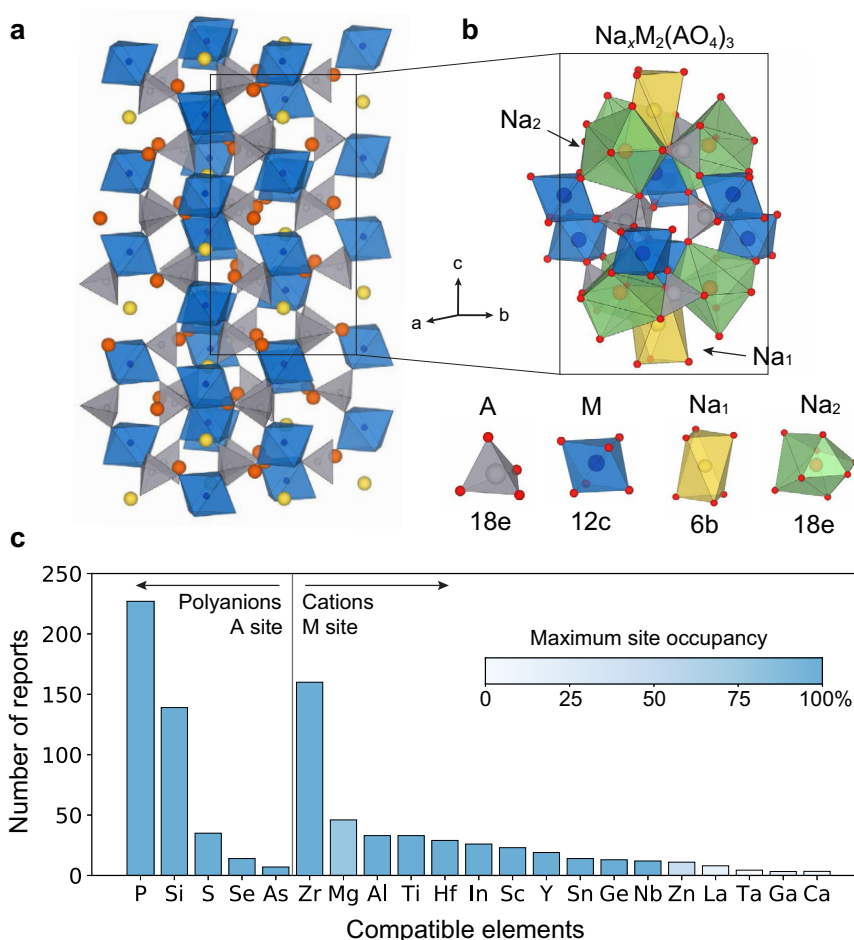 a
b
NaₓM₂(AO₄)₃
Na₂
c
a
b
Na₁
A
M
Na₁
Na₂
18e
12c
6b
18e
c
250
200
150
100
50
0
Number of reports
Polyanions
A site
Cations
M site
Maximum site occupancy
0 25 50 75 100%
P Si S Se As Zr Mg Al Ti Hf In Sc Y Sn Ge Nb Zn La Ta Ga Ca
Compatible elements